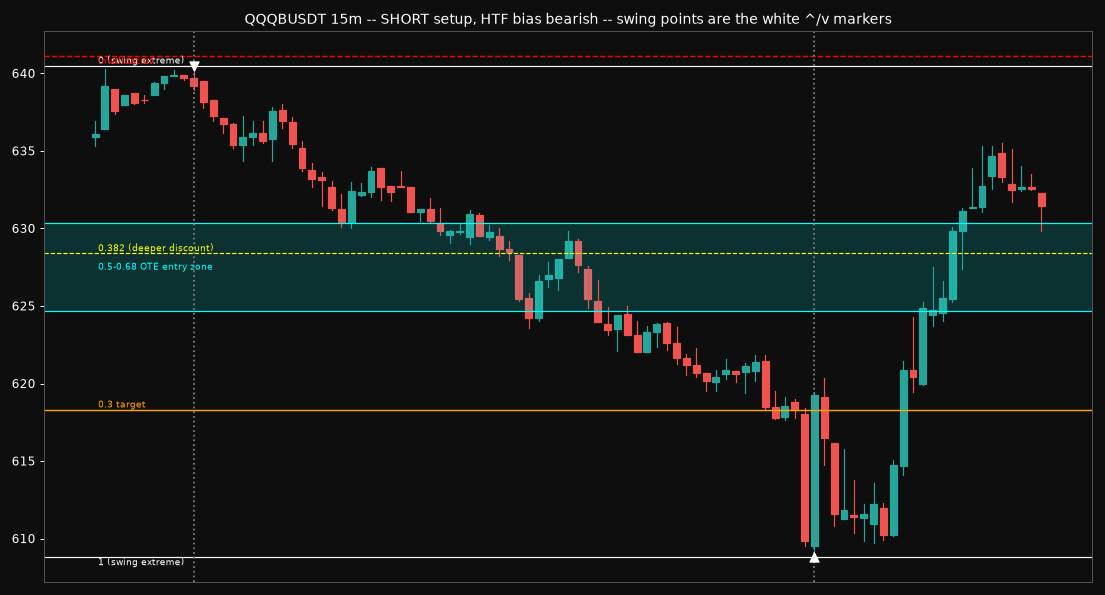 QQQBUSDT 15m -- SHORT setup, HTF bias bearish -- swing points are the white ^/v markers
0 (swing extreme)
640
635
630
0.382 (deeper discount)
0.5-0.68 OTE entry zone
625
620
0.3 target
615
610
1 (swing extreme)